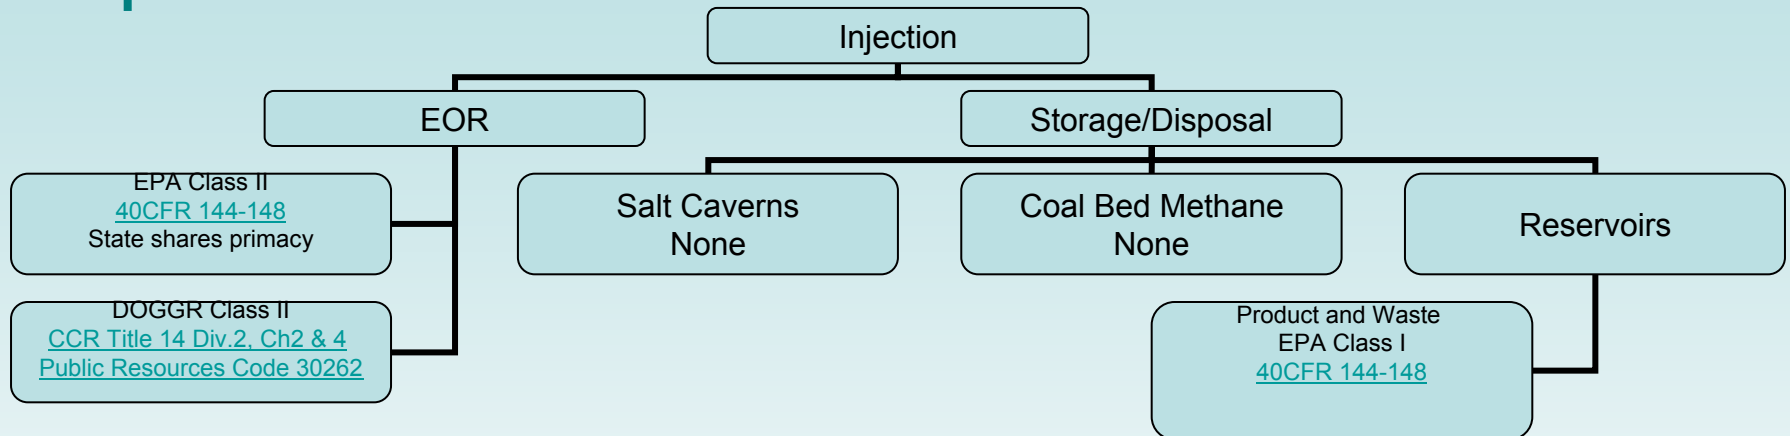 Injection
EOR
Storage/Disposal
EPA Class II
40CFR 144-148
State shares primacy
Salt Caverns
None
Coal Bed Methane
None
Reservoirs
DOGGR Class II
CCR Title 14 Div.2, Ch2 & 4
Public Resources Code 30262
Product and Waste
EPA Class I
40CFR 144-148